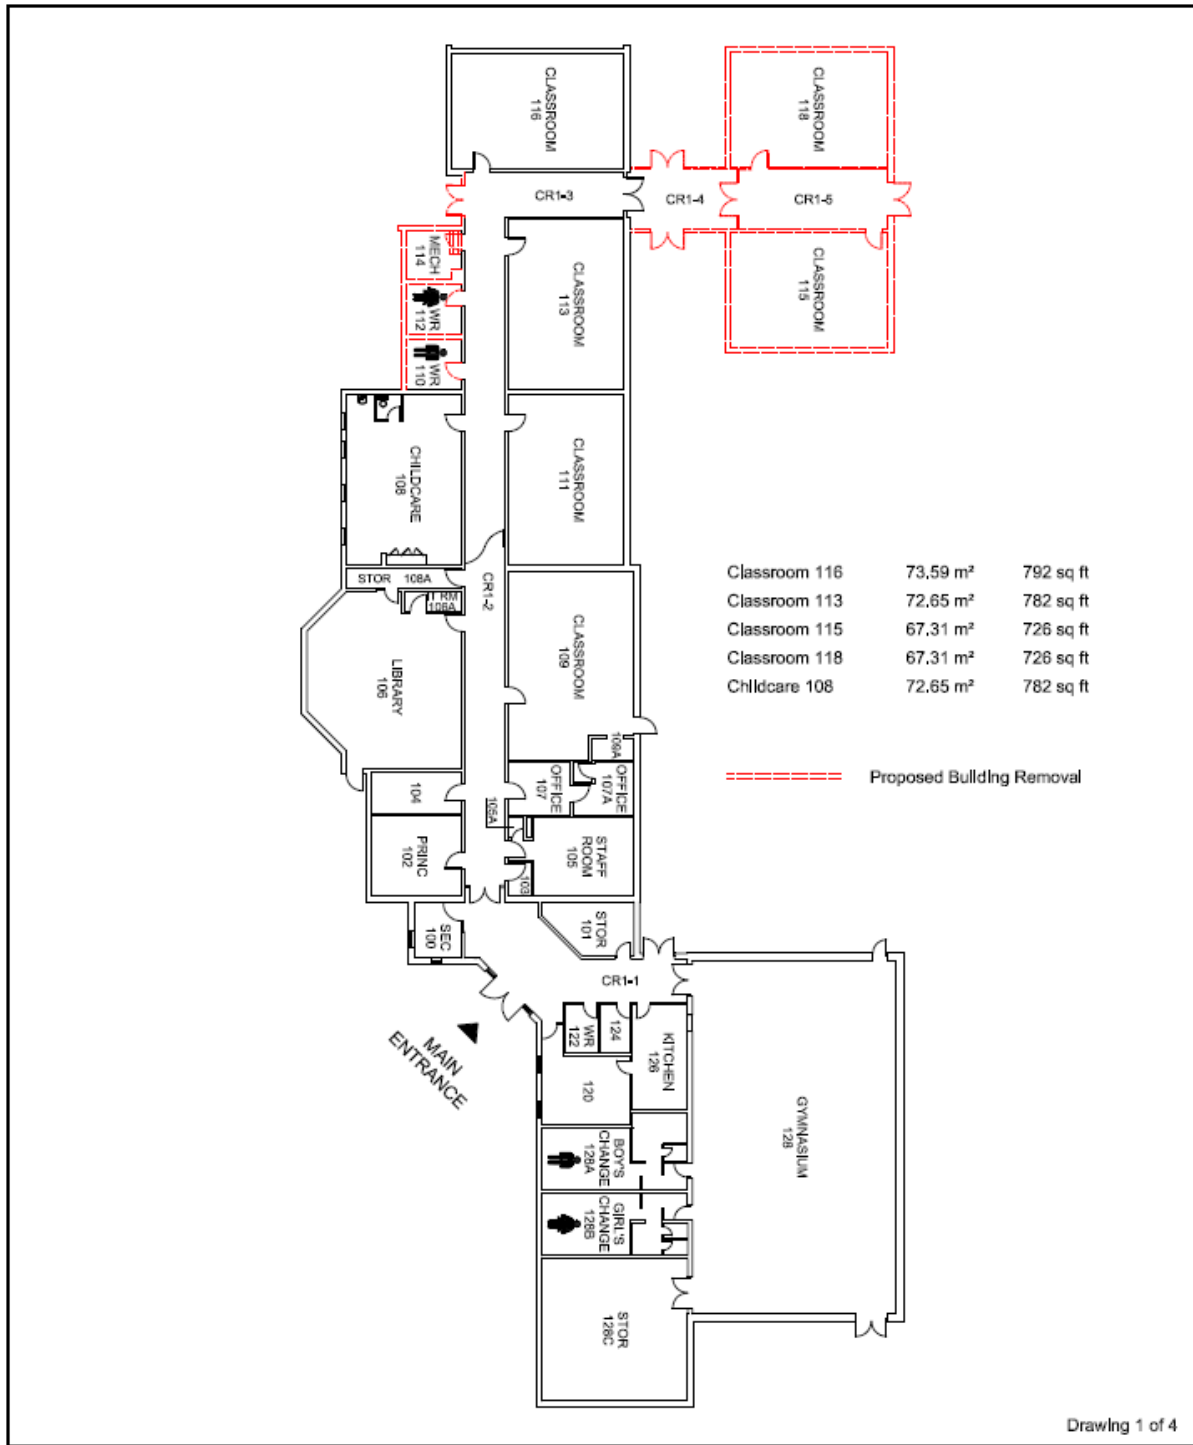 CLASSROOM
116
CLASSROOM
118
CR1-3
CR1-4
CR1-5
MECH
114
CLASSROOM
113
CLASSROOM
115
WR
112
WR
110
CHILDCARE
108
CLASSROOM
111
STOR 108A
CR1-2
106A
CLASSROOM
109
LIBRARY
106
Classroom 116 73.59 m² 792 sq ft
Classroom 113 72.65 m² 782 sq ft
Classroom 115 67.31 m² 726 sq ft
Classroom 118 67.31 m² 726 sq ft
Childcare 108 72.65 m² 782 sq ft
Proposed Building Removal
109A
104
OFFICE
107
OFFICE
107A
105A
PRINC
102
STAFF
ROOM
105
103
SEC
100
STOR
101
CR1-1
MAIN
ENTRANCE
WR
122
124
KITCHEN
126
120
GYMNASIUM
128
BOY'S
CHANGE
128A
GIRL'S
CHANGE
128B
STOR
128C
Drawing 1 of 4